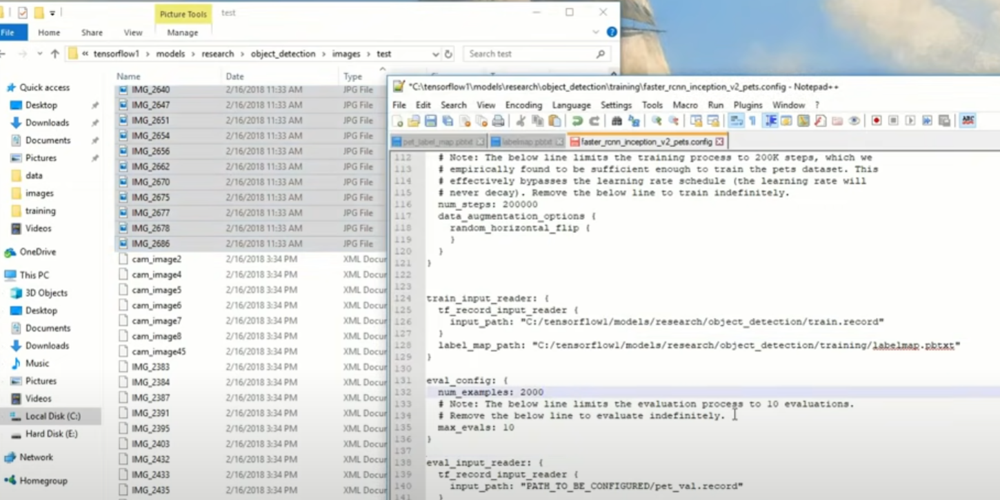 Picture Tools
test
File
Home
Share
View
Manage
« tensorflow1 > models > research > object_detection > images > test
Search test
Quick access
Desktop
Downloads
Documents
Pictures
data
images
training
Videos
OneDrive
This PC
3D Objects
Desktop
Documents
Downloads
Music
Pictures
Videos
Local Disk (C:)
Hard Disk (E:)
Network
Homegroup
Name Date Type
IMG_2640 2/16/2018 11:33 AM JPG File
IMG_2647 2/16/2018 11:33 AM JPG File
IMG_2651 2/16/2018 11:33 AM JPG File
IMG_2654 2/16/2018 11:33 AM JPG File
IMG_2656 2/16/2018 11:33 AM JPG File
IMG_2662 2/16/2018 11:33 AM JPG File
IMG_2670 2/16/2018 11:33 AM JPG File
IMG_2675 2/16/2018 11:33 AM JPG File
IMG_2677 2/16/2018 11:33 AM JPG File
IMG_2678 2/16/2018 11:33 AM JPG File
IMG_2686 2/16/2018 11:33 AM JPG File
cam_image2 2/16/2018 3:34 PM XML Docur
cam_image4 2/16/2018 3:34 PM XML Docur
cam_image5 2/16/2018 3:34 PM XML Docur
cam_image6 2/16/2018 3:34 PM XML Docur
cam_image7 2/16/2018 3:34 PM XML Docur
cam_image8 2/16/2018 3:34 PM XML Docur
cam_image45 2/16/2018 3:34 PM XML Docur
IMG_2383 2/16/2018 3:34 PM XML Docur
IMG_2384 2/16/2018 3:34 PM XML Docur
IMG_2387 2/16/2018 3:34 PM XML Docur
IMG_2391 2/16/2018 3:34 PM XML Docur
IMG_2395 2/16/2018 3:34 PM XML Docur
IMG_2403 2/16/2018 3:34 PM XML Docur
IMG_2432 2/16/2018 3:34 PM XML Docur
IMG_2433 2/16/2018 3:34 PM XML Docur
IMG_2435 2/16/2018 3:34 PM XML Docur
*C:\tensorflow1\models\research\object_detection\training\faster_rcnn_inception_v2_pets.config - Notepad++
File Edit Search View Encoding Language Settings Tools Macro Run Plugins Window ?
ABC
pet_label_map.pbtxt labelmap.pbtxt faster_rcnn_inception_v2_pets.config
112 # Note: The below line limits the training process to 200K steps, which we
113 # empirically found to be sufficient enough to train the pets dataset. This
114 # effectively bypasses the learning rate schedule (the learning rate will
115 # never decay). Remove the below line to train indefinitely.
116 num_steps: 200000
117 data_augmentation_options {
118 random_horizontal_flip {
119 }
120 }
121 }
122
123
124 train_input_reader: {
125 tf_record_input_reader {
126 input_path: "C:/tensorflow1/models/research/object_detection/train.record"
127 }
128 label_map_path: "C:/tensorflow1/models/research/object_detection/training/labelmap.pbtxt"
129 }
130
131 eval_config: {
132 num_examples: 2000
133 # Note: The below line limits the evaluation process to 10 evaluations.
134 # Remove the below line to evaluate indefinitely.
135 max_evals: 10
136 }
137
138 eval_input_reader: {
139 tf_record_input_reader {
140 input_path: "PATH_TO_BE_CONFIGURED/pet_val.record"
141 }